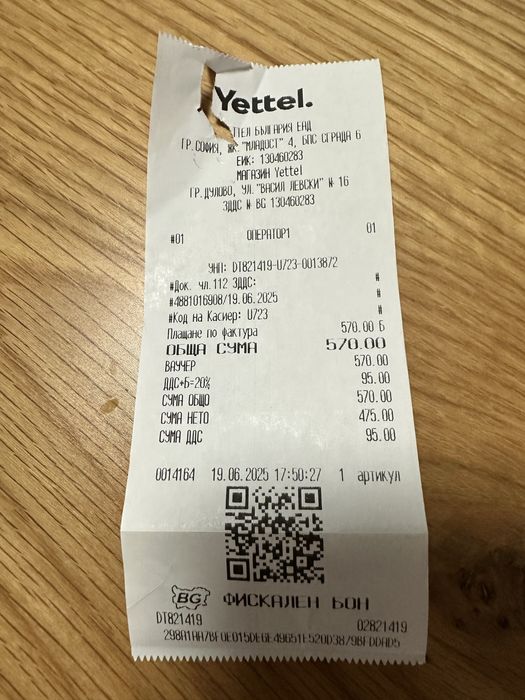 Yettel.
ТЕЛ БЪЛГАРИЯ ЕАД
ГР.СОФИЯ, ЖК."МЛАДОСТ" 4, БПС СГРАДА 6
ЕИК: 130460283
МАГАЗИН Yettel
ГР.ДУЛОВО, УЛ."ВАСИЛ ЛЕВСКИ" № 16
ЗДДС № BG 130460283
#01 ОПЕРАТОР1 01
УНП: DT821419-U723-0013872
#Док. чл.112 ЗДДС: #
#4881016908/19.06.2025 #
#Код на Касиер: U723 #
Плащане по фактура 570.00 Б
ОБЩА СУМА 570.00
ВАУЧЕР 570.00
ДДС+Б=20% 95.00
СУМА ОБЩО 570.00
СУМА НЕТО 475.00
СУМА ДДС 95.00
0014164 19.06.2025 17:50:27 1 артикул
BG ФИСКАЛЕН БОН
DT821419 02821419